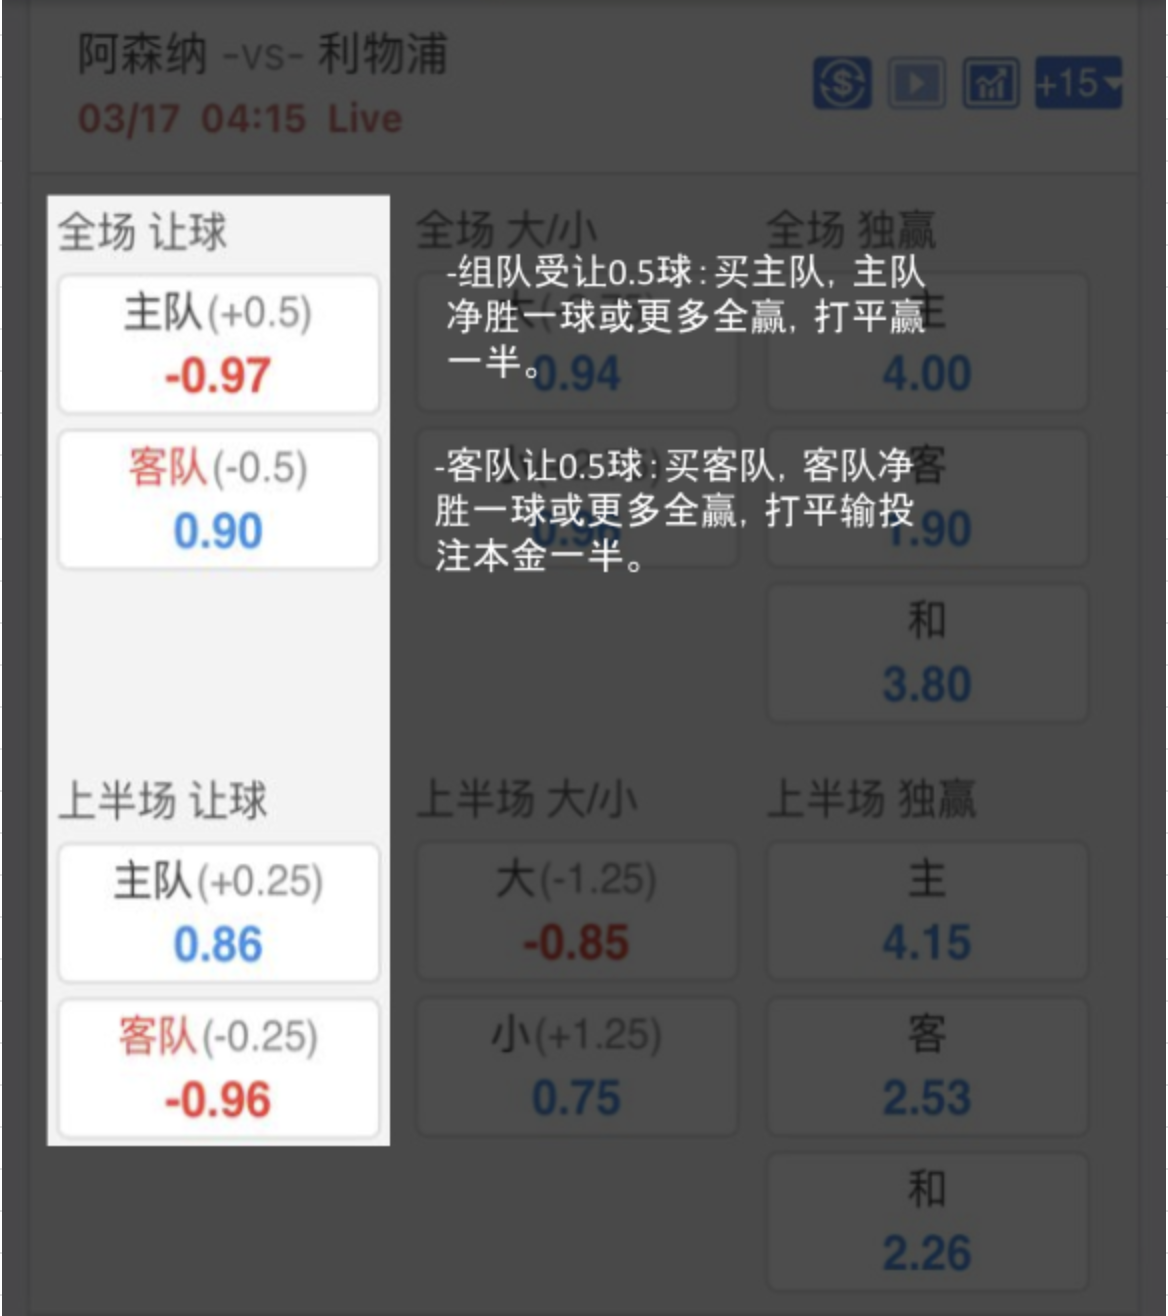 阿森纳 -vs- 利物浦
03/17 04:15 Live
+15
全场 让球
主队(+0.5)
-0.97
客队(-0.5)
0.90
全场 大/小
全场 独赢
-组队受让0.5球:买主队, 主队
净胜一球或更多全赢, 打平赢
一半。
0.94
主
4.00
-客队让0.5球:买客队, 客队净
胜一球或更多全赢, 打平输投
注本金一半。
客
1.90
和
3.80
上半场 让球
主队(+0.25)
0.86
客队(-0.25)
-0.96
上半场 大/小
大(-1.25)
-0.85
小(+1.25)
0.75
上半场 独赢
主
4.15
客
2.53
和
2.26